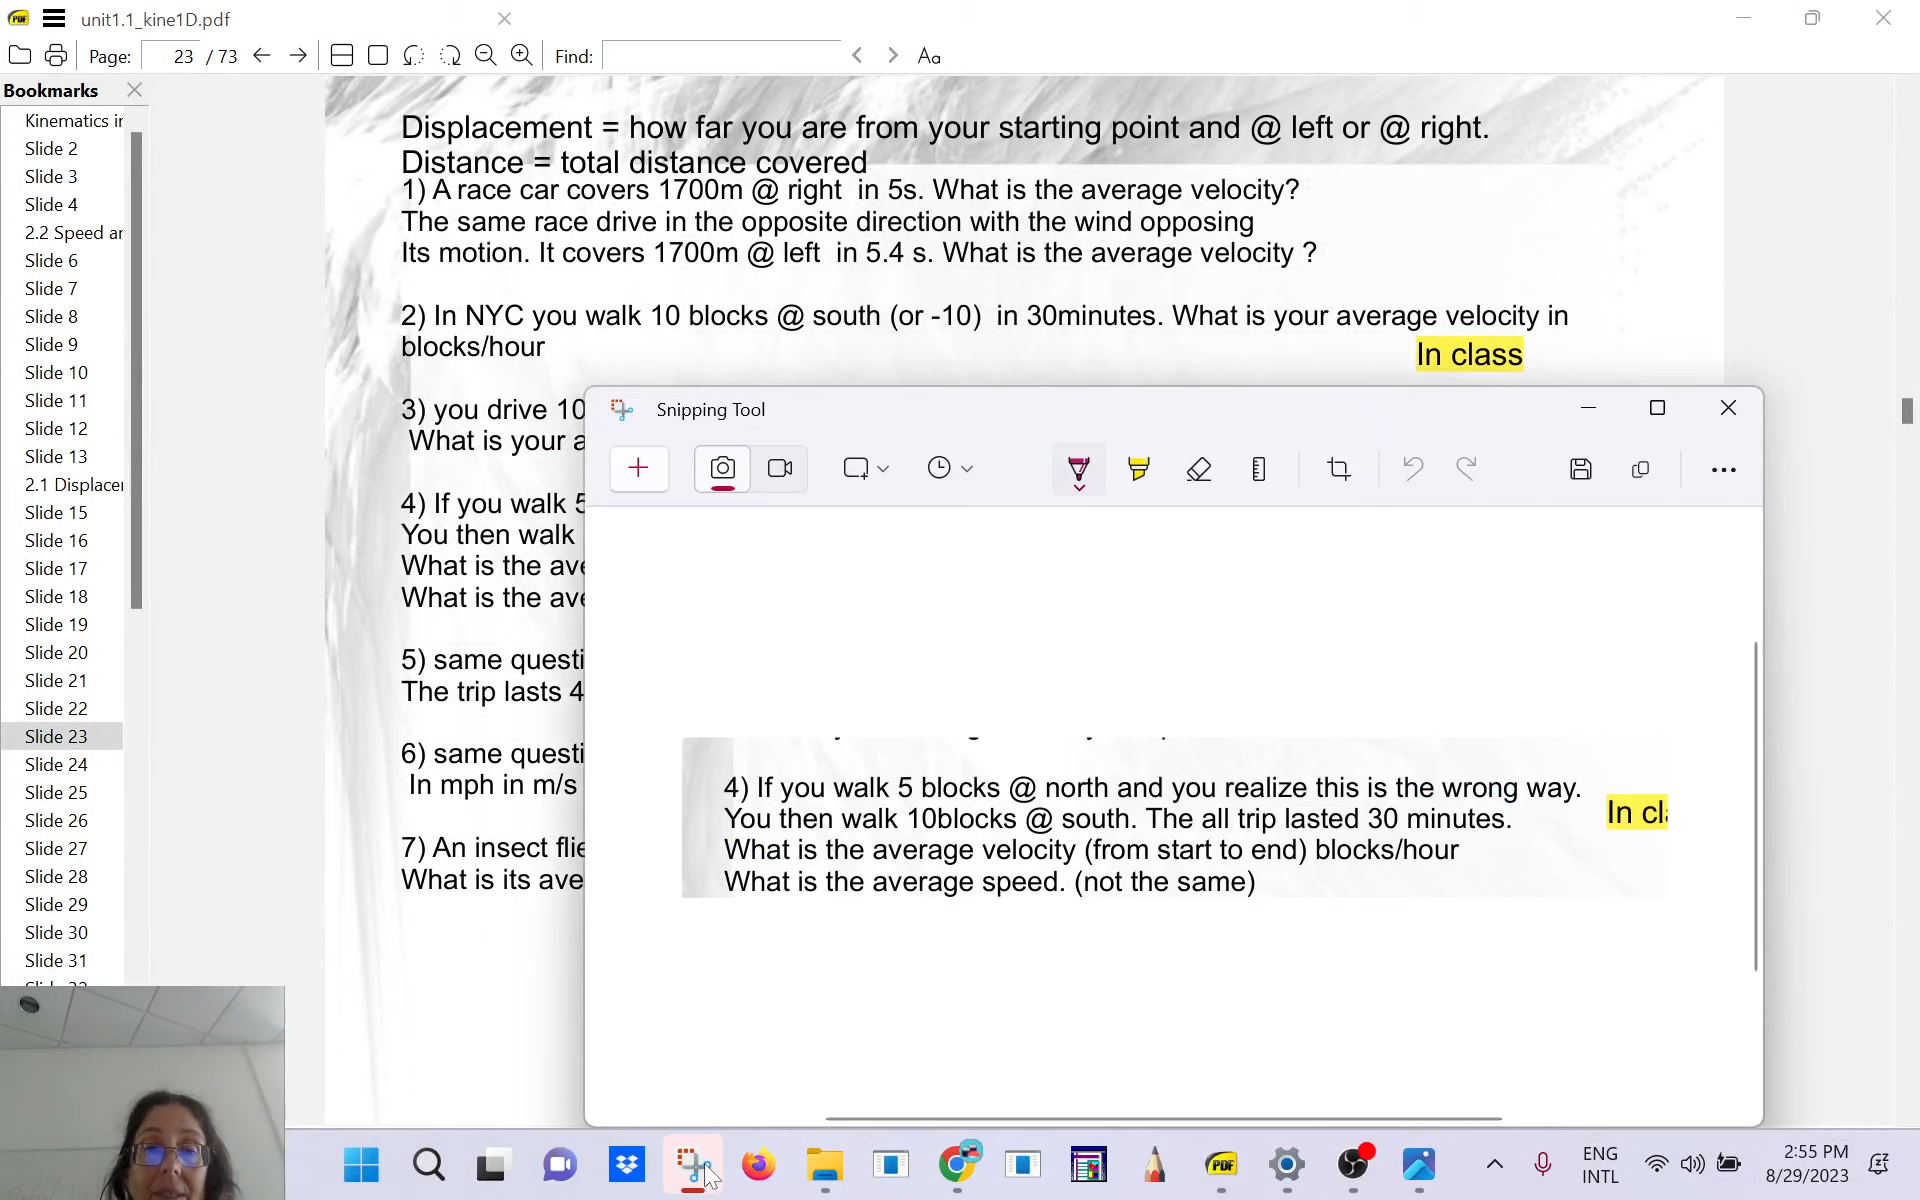 unit1.1_kine1D.pdf
Page: 23 / 73 Find: Aa
Bookmarks
Kinematics in
Slide 2
Slide 3
Slide 4
2.2 Speed ar
Slide 6
Slide 7
Slide 8
Slide 9
Slide 10
Slide 11
Slide 12
Slide 13
2.1 Displacer
Slide 15
Slide 16
Slide 17
Slide 18
Slide 19
Slide 20
Slide 21
Slide 22
Slide 23
Slide 24
Slide 25
Slide 26
Slide 27
Slide 28
Slide 29
Slide 30
Slide 31
Displacement = how far you are from your starting point and @ left or @ right.
Distance = total distance covered
1) A race car covers 1700m @ right in 5s. What is the average velocity?
The same race drive in the opposite direction with the wind opposing
Its motion. It covers 1700m @ left in 5.4 s. What is the average velocity ?
2) In NYC you walk 10 blocks @ south (or -10) in 30minutes. What is your average velocity in
blocks/hour
In class
3) you drive 10
What is your a
4) If you walk 5
You then walk
What is the ave
What is the ave
5) same questi
The trip lasts 4
6) same questi
In mph in m/s
7) An insect flie
What is its ave
Snipping Tool
4) If you walk 5 blocks @ north and you realize this is the wrong way.
You then walk 10blocks @ south. The all trip lasted 30 minutes.
In cla
What is the average velocity (from start to end) blocks/hour
What is the average speed. (not the same)
PDF
ENG
INTL
2:55 PM
8/29/2023